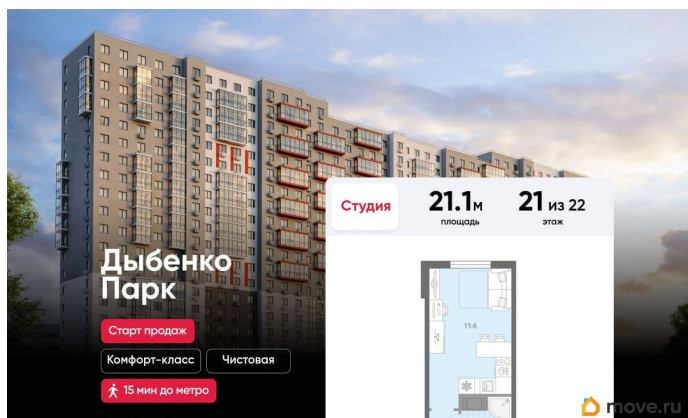 Студия
21.1м
площадь
21 из 22
этаж
Дыбенко
Парк
15.6
Старт продаж
Комфорт-класс
Чистовая
15 мин до метро
move.ru